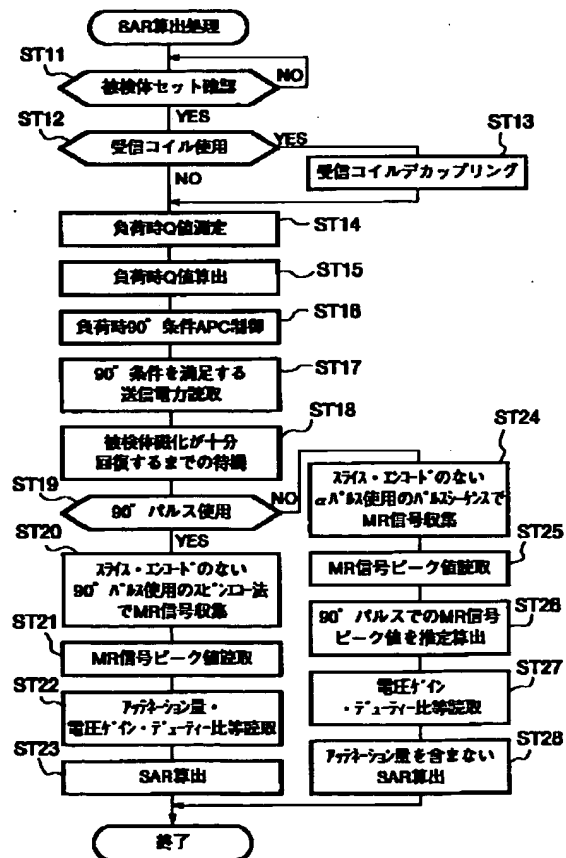 SAR算出処理
ST11
被検体セット確認
NO
YES
ST12
受信コイル使用
YES
NO
ST13
受信コイルデカップリング
負荷時Q値測定
ST14
負荷時Q値算出
ST15
負荷時90°条件APC制御
ST16
90°条件を満足する
送信電力読取
ST17
被検体磁化が十分
回復するまでの待機
ST18
ST19
90°パルス使用
NO
YES
ST20
スライス・エンコードのない
90°パルス使用のスピンエコー法
でMR信号収集
ST21
MR信号ピーク値読取
ST22
アッテネーション量・
電圧ゲイン・デューティー比等読取
ST23
SAR算出
ST24
スライス・エンコードのない
αパルス使用のパルスシーケンスで
MR信号収集
ST25
MR信号ピーク値読取
ST26
90°パルスでのMR信号
ピーク値を推定算出
ST27
電圧ゲイン
・デューティー比等読取
ST28
アッテネーション量を含まない
SAR算出
終了